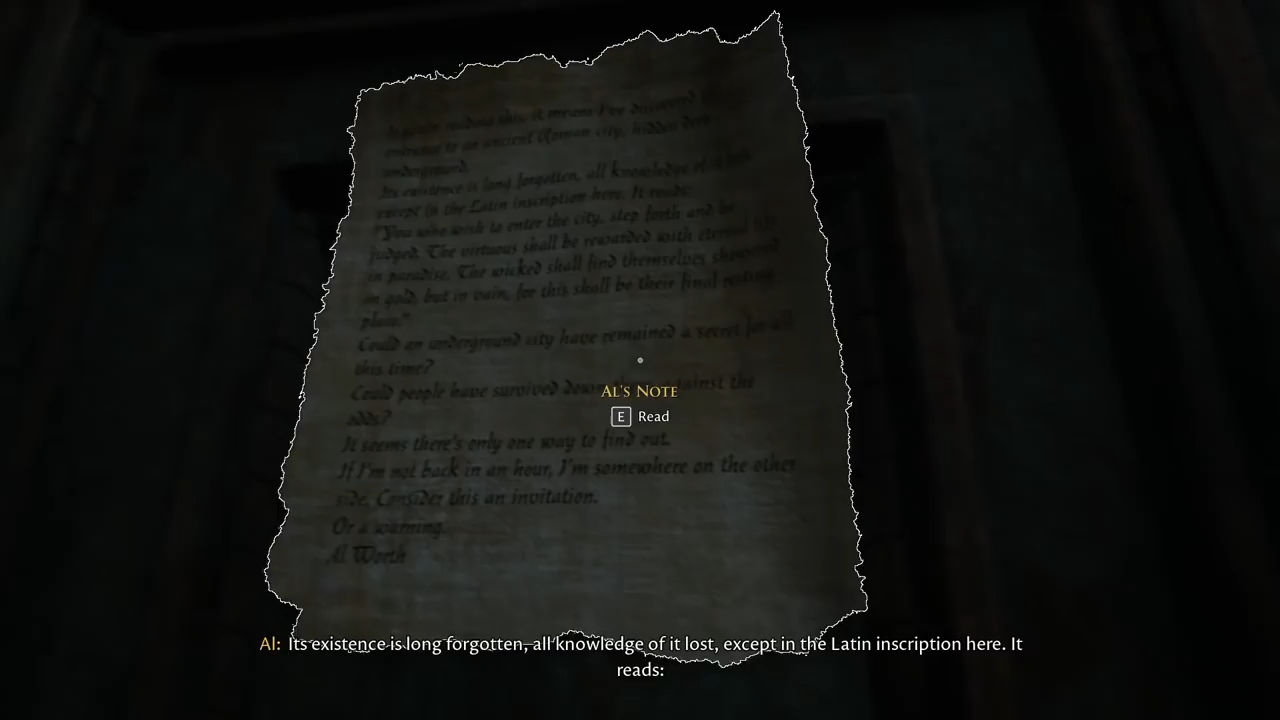 If you're reading this, it means I've discovered
entrance to an ancient Roman city, hidden deep
underground.
Its existence is long forgotten, all knowledge of it lost,
except in the Latin inscription here. It reads:
"You who wish to enter the city, step forth and be
judged. The virtuous shall be rewarded with eternal life
in paradise. The wicked shall find themselves showered
in gold, but in vain, for this shall be their final resting
place."
Could an underground city have remained a secret for all
this time?
Could people have survived down there against the
odds?
It seems there's only one way to find out.
If I'm not back in an hour, I'm somewhere on the other
side. Consider this an invitation.
Or a warning.
Al Worth
AL'S NOTE
E Read
Al: Its existence is long forgotten, all knowledge of it lost, except in the Latin inscription here. It
reads: